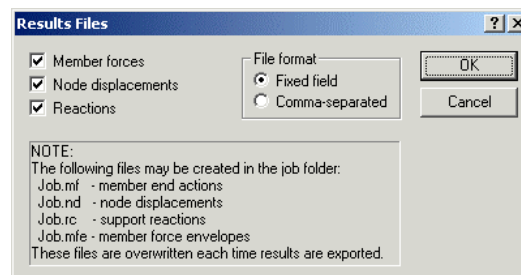 Results Files
Member forces
Node displacements
Reactions
File format
Fixed field
Comma-separated
OK
Cancel
NOTE:
The following files may be created in the job folder:
Job.mf - member end actions
Job.nd - node displacements
Job.rc - support reactions
Job.mfe - member force envelopes
These files are overwritten each time results are exported.